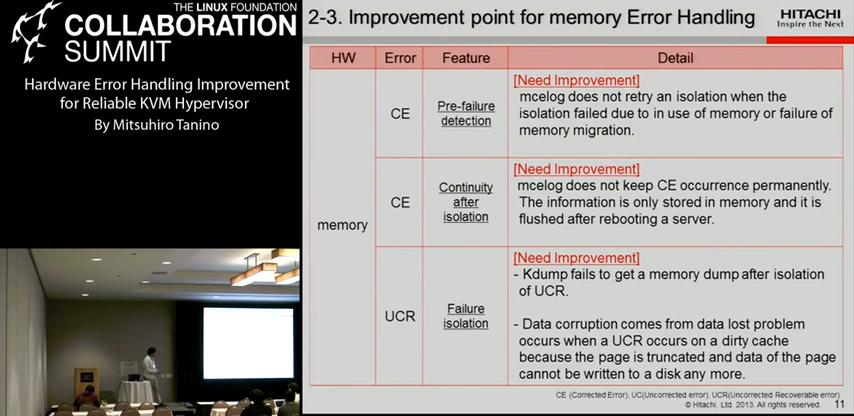 THE LINUX FOUNDATION
COLLABORATION
SUMMIT
Hardware Error Handling Improvement
for Reliable KVM Hypervisor
By Mitsuhiro Tanino
2-3. Improvement point for memory Error Handling
HITACHI
Inspire the Next
HW Error Feature Detail
memory
CE
Pre-failure
detection
[Need Improvement]
mcelog does not retry an isolation when the
isolation failed due to in use of memory or failure of
memory migration.
CE
Continuity
after
isolation
[Need Improvement]
mcelog does not keep CE occurrence permanently.
The information is only stored in memory and it is
flushed after rebooting a server.
UCR
Failure
isolation
[Need Improvement]
- Kdump fails to get a memory dump after isolation
of UCR.
- Data corruption comes from data lost problem
occurs when a UCR occurs on a dirty cache
because the page is truncated and data of the page
cannot be written to a disk any more.
CE (Corrected Error), UC(Uncorrected error), UCR(Uncorrected Recoverable error)
© Hitachi, Ltd. 2013. All rights reserved. 11